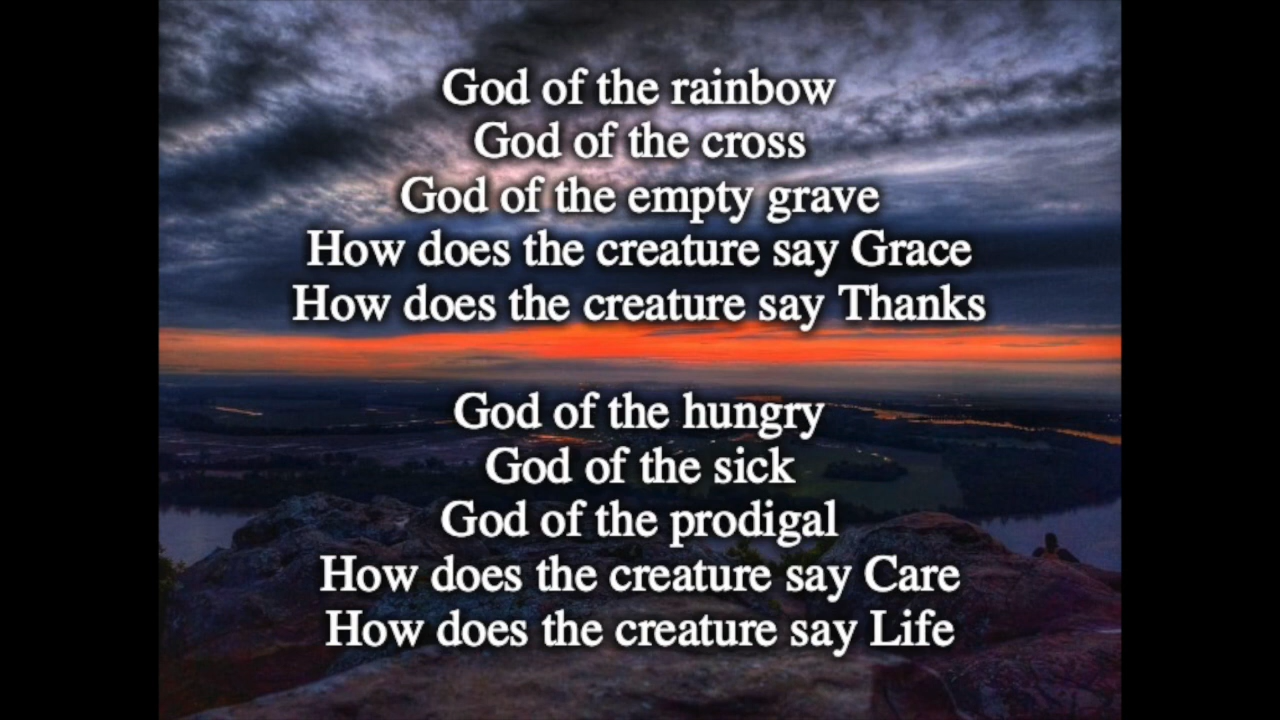 God of the rainbow
God of the cross
God of the empty grave
How does the creature say Grace
How does the creature say Thanks
God of the hungry
God of the sick
God of the prodigal
How does the creature say Care
How does the creature say Life